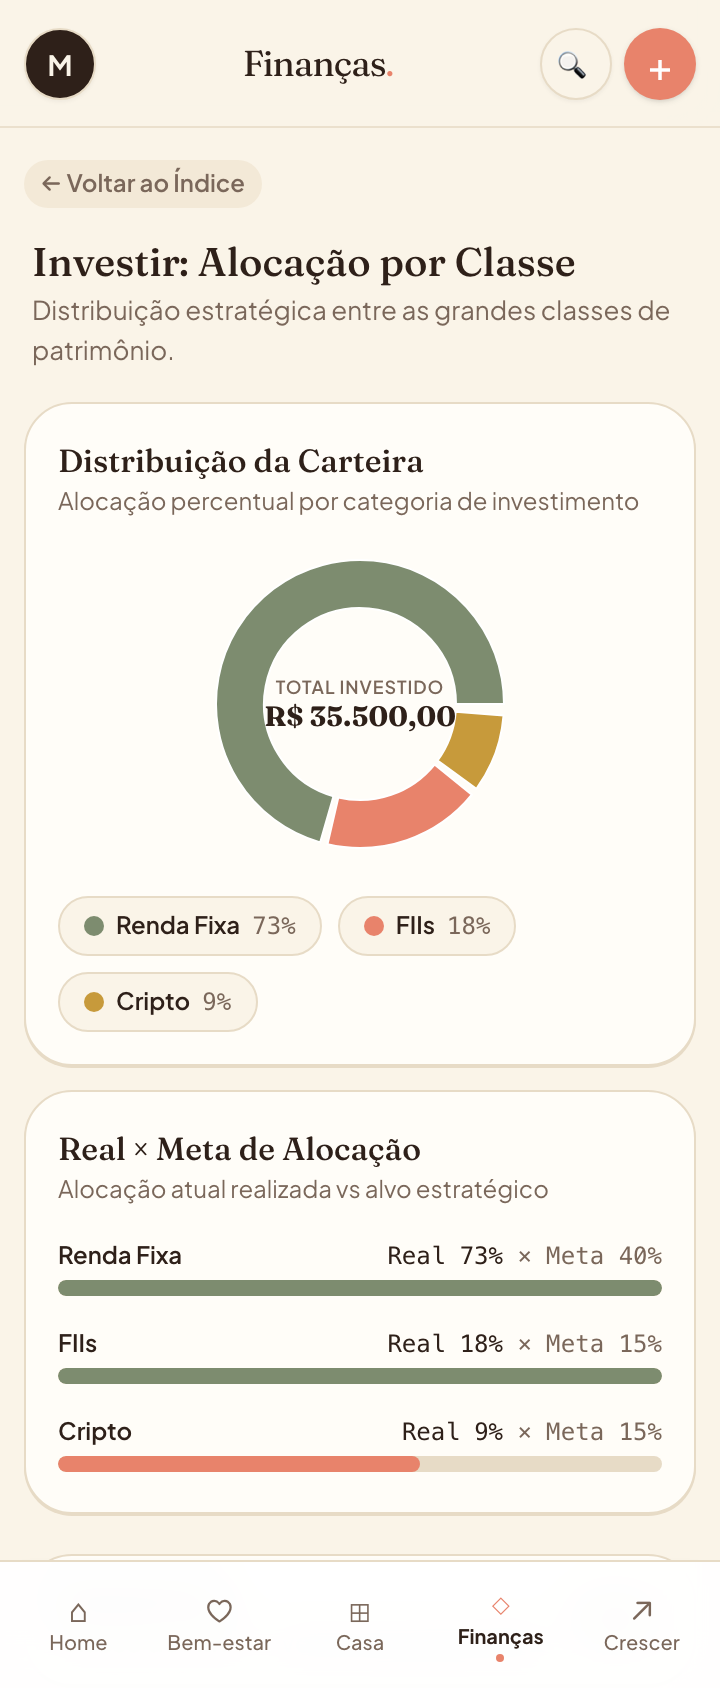 M
Finanças.
+
← Voltar ao Índice
Investir: Alocação por Classe
Distribuição estratégica entre as grandes classes de
patrimônio.
Distribuição da Carteira
Alocação percentual por categoria de investimento
TOTAL INVESTIDO
R$ 35.500,00
Renda Fixa 73%
FIIs 18%
Cripto 9%
Real × Meta de Alocação
Alocação atual realizada vs alvo estratégico
Renda Fixa Real 73% × Meta 40%
FIIs Real 18% × Meta 15%
Cripto Real 9% × Meta 15%
Home Bem-estar Casa Finanças Crescer